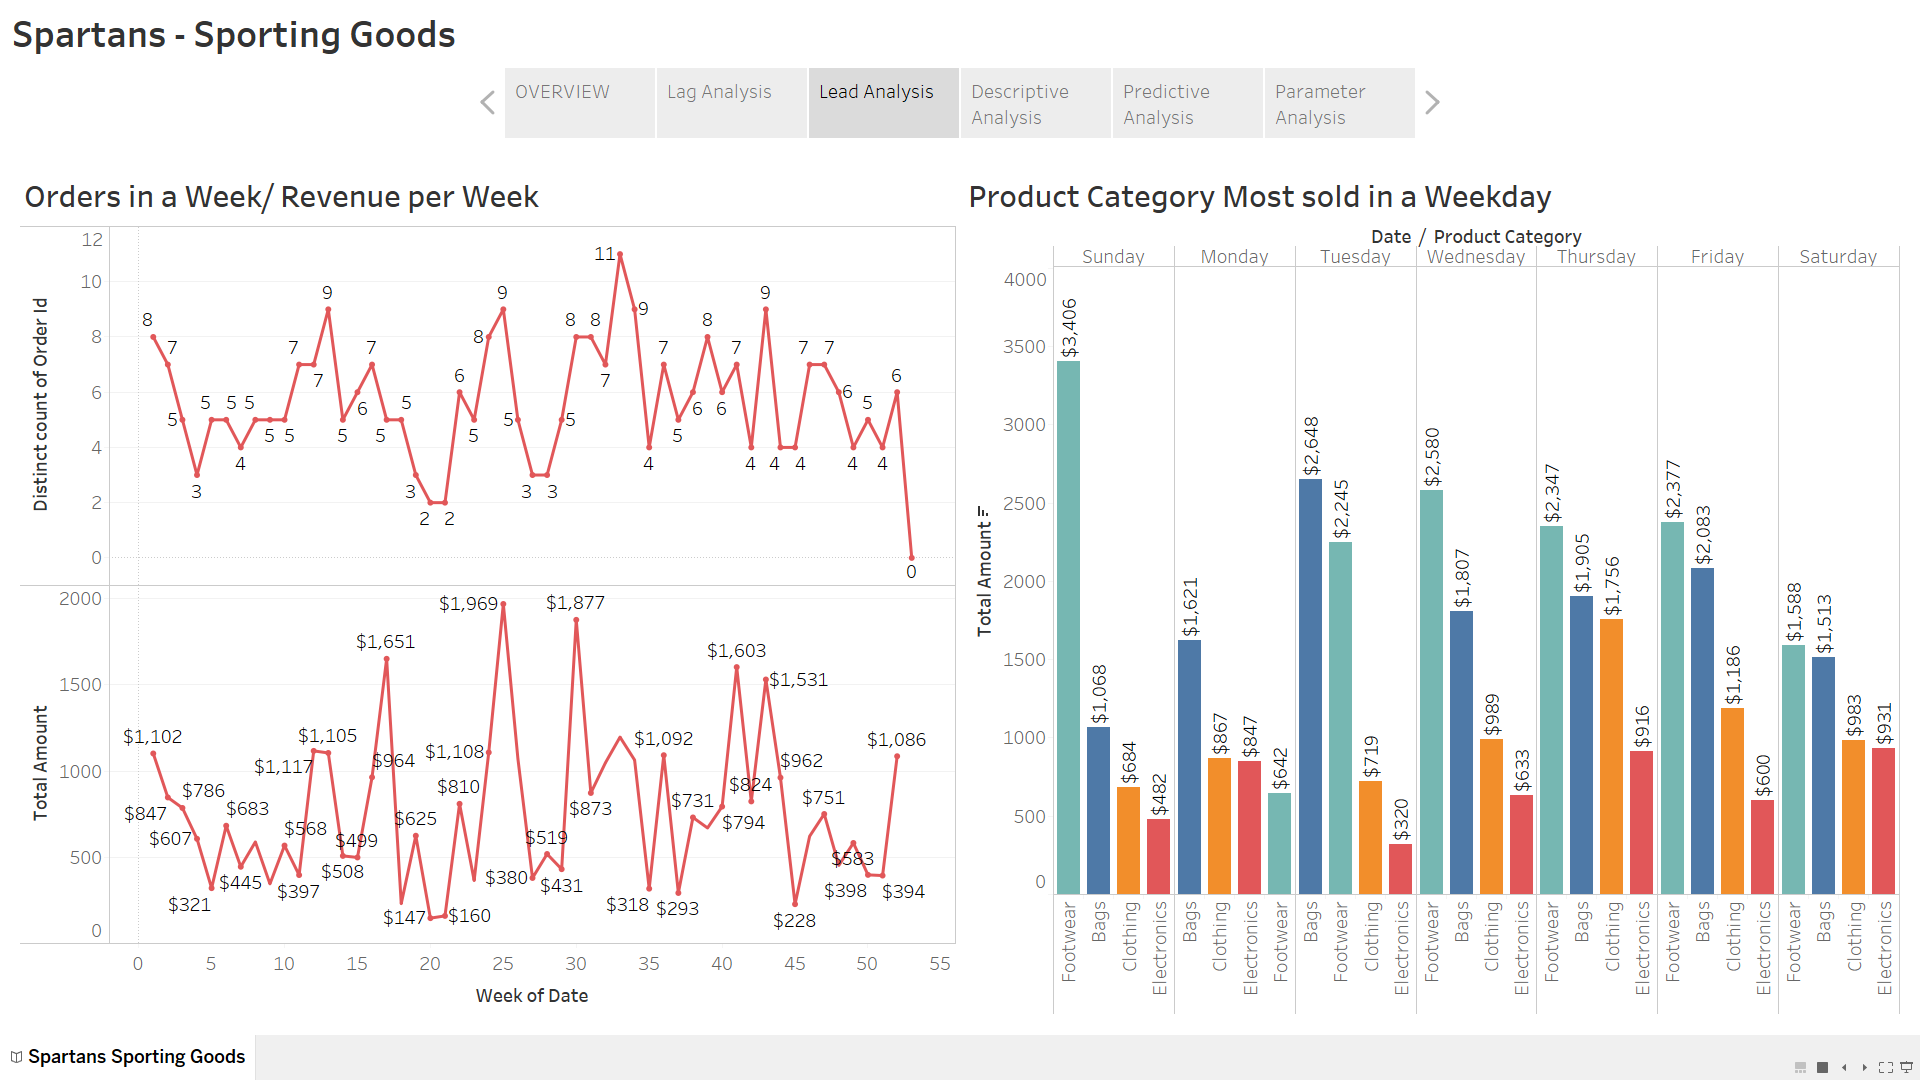 Spartans - Sporting Goods
OVERVIEW
Lag Analysis
Lead Analysis
Descriptive
Analysis
Predictive
Analysis
Parameter
Analysis
Orders in a Week/ Revenue per Week
Distinct count of Order Id
12
10
8
6
4
2
0
8
7
5
3
5
5
4
5
5
5
7
7
9
5
6
7
5
5
3
2
2
6
5
8
9
5
3
3
5
8
8
7
11
9
4
7
5
6
8
6
7
4
9
4
4
7
7
6
4
5
4
6
0
Total Amount
2000
1500
1000
500
0
$1,102
$847
$786
$607
$321
$683
$445
$568
$397
$1,117
$1,105
$508
$499
$964
$1,651
$625
$147
$160
$810
$1,108
$1,969
$380
$519
$431
$1,877
$873
$318
$1,092
$293
$731
$794
$1,603
$824
$1,531
$962
$228
$751
$583
$398
$394
$1,086
0
5
10
15
20
25
30
35
40
45
50
55
Week of Date
Product Category Most sold in a Weekday
Date / Product Category
Sunday
Monday
Tuesday
Wednesday
Thursday
Friday
Saturday
Total Amount
4000
3500
3000
2500
2000
1500
1000
500
0
$3,406
$1,068
$684
$482
$1,621
$867
$847
$642
$2,648
$2,245
$719
$320
$2,580
$1,807
$989
$633
$2,347
$1,905
$1,756
$916
$2,377
$2,083
$1,186
$600
$1,588
$1,513
$983
$931
Footwear
Bags
Clothing
Electronics
Bags
Clothing
Electronics
Footwear
Bags
Footwear
Clothing
Electronics
Footwear
Bags
Clothing
Electronics
Footwear
Bags
Clothing
Electronics
Footwear
Bags
Clothing
Electronics
Footwear
Bags
Clothing
Electronics
Spartans Sporting Goods